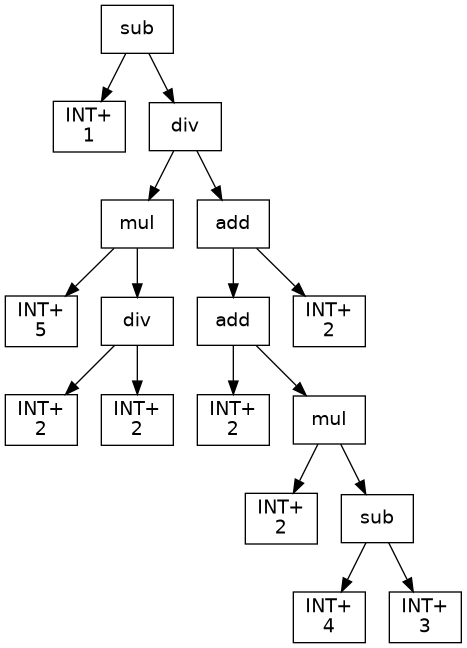 sub
INT+
1
div
mul
add
INT+
5
div
add
INT+
2
INT+
2
INT+
2
INT+
2
mul
INT+
2
sub
INT+
4
INT+
3